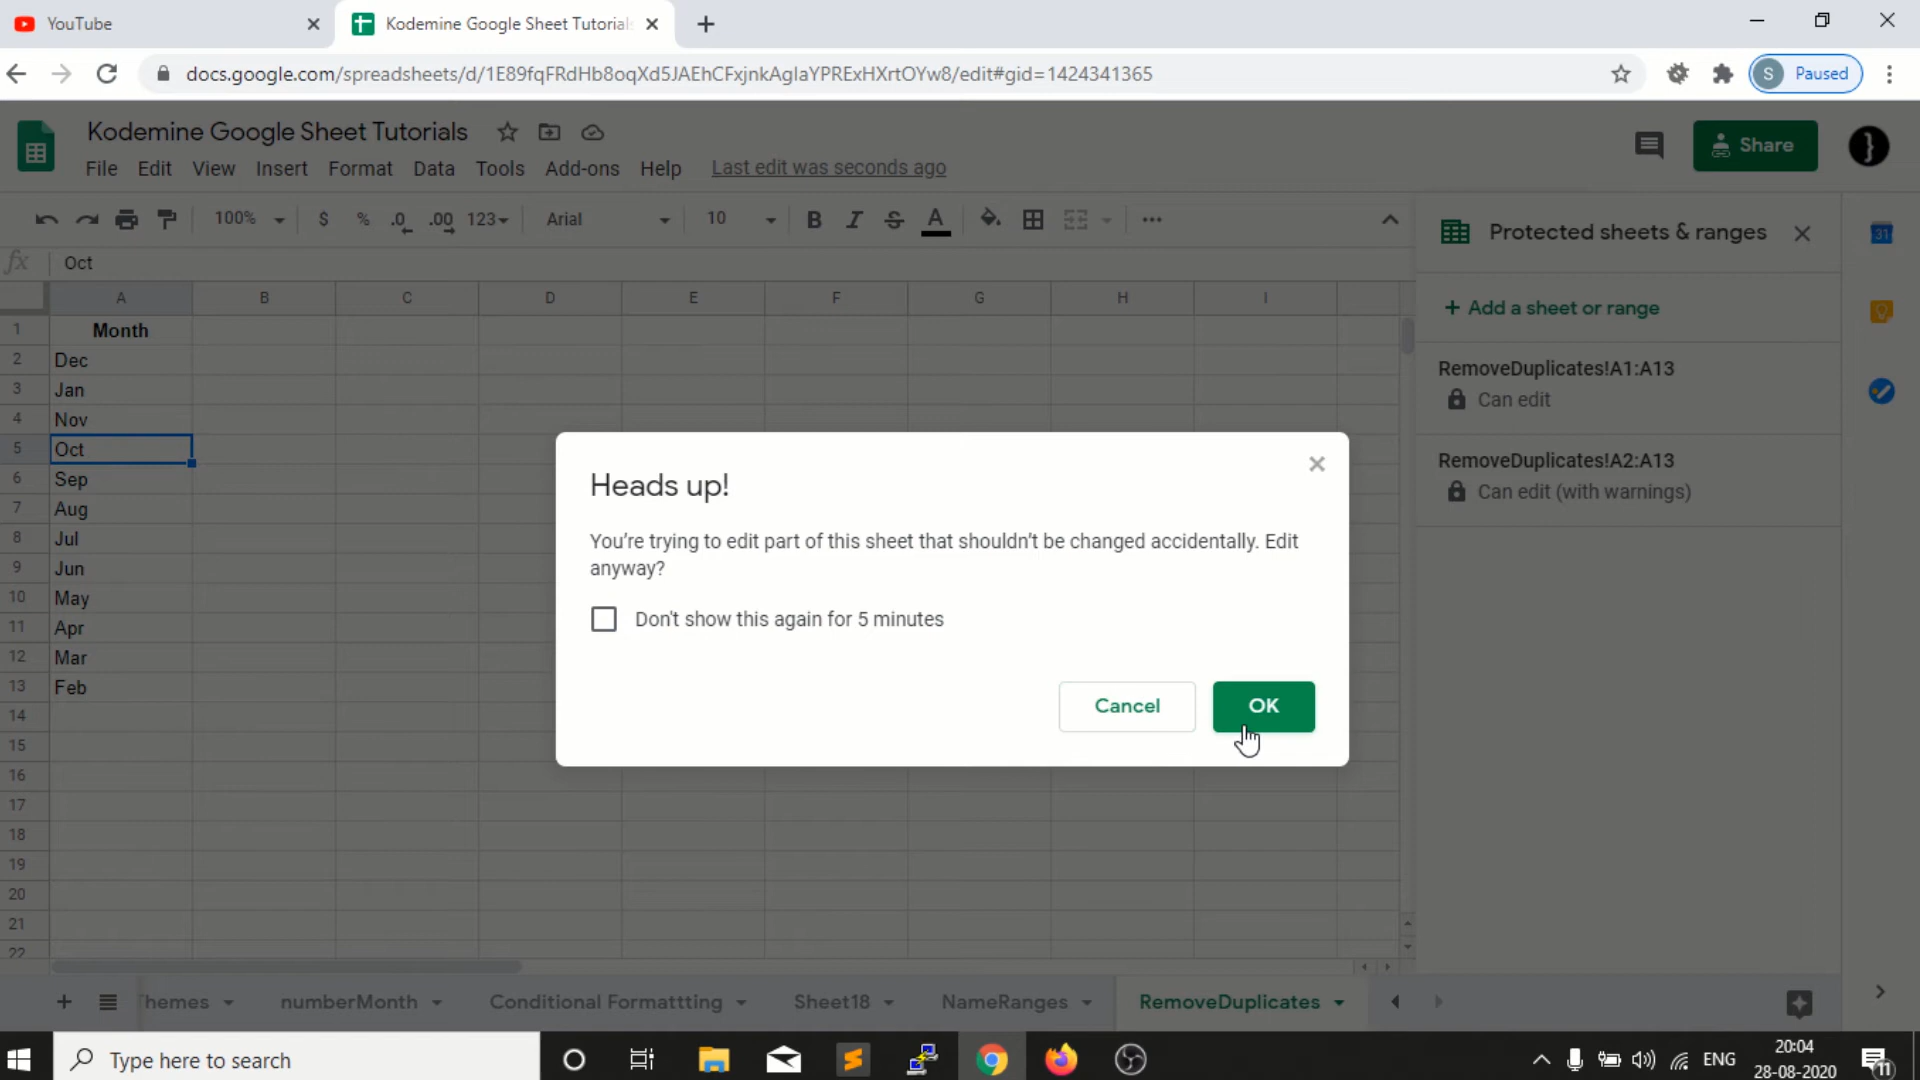 YouTube
Kodemine Google Sheet Tutorials
docs.google.com/spreadsheets/d/1E89fqFRdHb8oqXd5JAEhCFxjnkAglaYPRExHXrtOYw8/edit#gid=1424341365
S Paused
Kodemine Google Sheet Tutorials
Share
File Edit View Insert Format Data Tools Add-ons Help Last edit was seconds ago
100% $ % .0 .00 123 Arial 10 B I S A
Protected sheets & ranges
31
fx Oct
A B C D E F G H I
+ Add a sheet or range
1 Month
2 Dec
3 Jan
4 Nov
5 Oct
6 Sep
7 Aug
8 Jul
9 Jun
10 May
11 Apr
12 Mar
13 Feb
14
15
16
17
18
19
20
21
22
RemoveDuplicates!A1:A13
Can edit
RemoveDuplicates!A2:A13
Can edit (with warnings)
Heads up!
You're trying to edit part of this sheet that shouldn't be changed accidentally. Edit
anyway?
Don't show this again for 5 minutes
Cancel OK
hemes numberMonth Conditional Formattting Sheet18 NameRanges RemoveDuplicates
Type here to search
ENG
20:04
28-08-2020
11